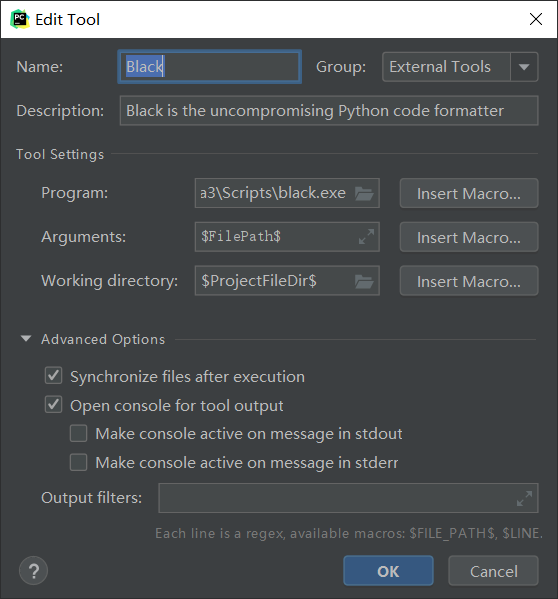 PC Edit Tool
Name: Black Group: External Tools
Description: Black is the uncompromising Python code formatter
Tool Settings
Program: a3\Scripts\black.exe Insert Macro...
Arguments: $FilePath$ Insert Macro...
Working directory: $ProjectFileDir$ Insert Macro...
Advanced Options
Synchronize files after execution
Open console for tool output
Make console active on message in stdout
Make console active on message in stderr
Output filters:
Each line is a regex, available macros: $FILE_PATH$, $LINE.
? OK Cancel